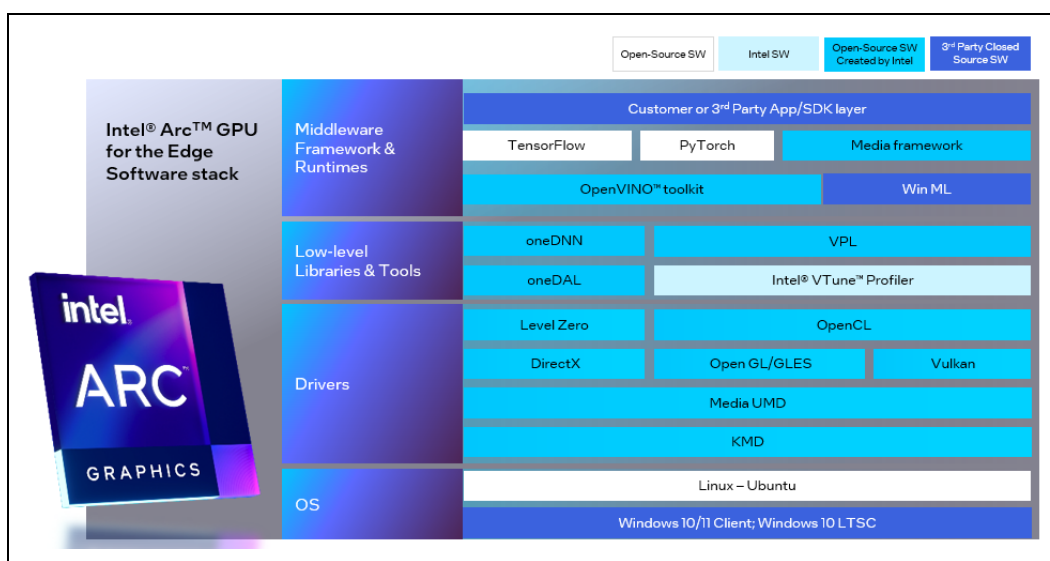 Open-Source SW
Intel SW
Open-Source SW
Created by Intel
3rd Party Closed
Source SW
Intel® Arc™ GPU
for the Edge
Software stack
Middleware
Framework &
Runtimes
Customer or 3rd Party App/SDK layer
TensorFlow
PyTorch
Media framework
OpenVINO™ toolkit
Win ML
Low-level
Libraries & Tools
oneDNN
VPL
oneDAL
Intel® VTune™ Profiler
Drivers
Level Zero
OpenCL
DirectX
Open GL/GLES
Vulkan
Media UMD
KMD
OS
Linux – Ubuntu
Windows 10/11 Client; Windows 10 LTSC
intel.
ARC™
GRAPHICS